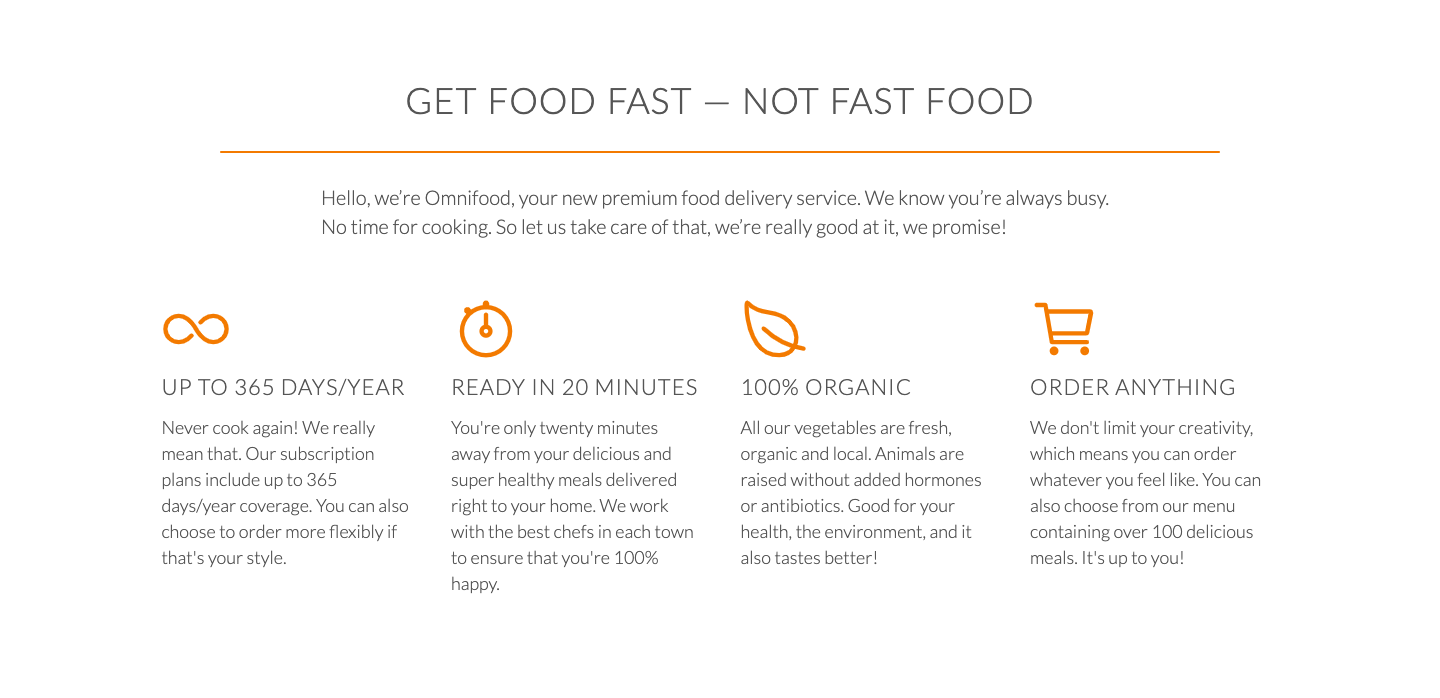 GET FOOD FAST — NOT FAST FOOD
Hello, we’re Omnifood, your new premium food delivery service. We know you’re always busy.
No time for cooking. So let us take care of that, we’re really good at it, we promise!
UP TO 365 DAYS/YEAR
Never cook again! We really
mean that. Our subscription
plans include up to 365
days/year coverage. You can also
choose to order more flexibly if
that's your style.
READY IN 20 MINUTES
You're only twenty minutes
away from your delicious and
super healthy meals delivered
right to your home. We work
with the best chefs in each town
to ensure that you're 100%
happy.
100% ORGANIC
All our vegetables are fresh,
organic and local. Animals are
raised without added hormones
or antibiotics. Good for your
health, the environment, and it
also tastes better!
ORDER ANYTHING
We don't limit your creativity,
which means you can order
whatever you feel like. You can
also choose from our menu
containing over 100 delicious
meals. It's up to you!